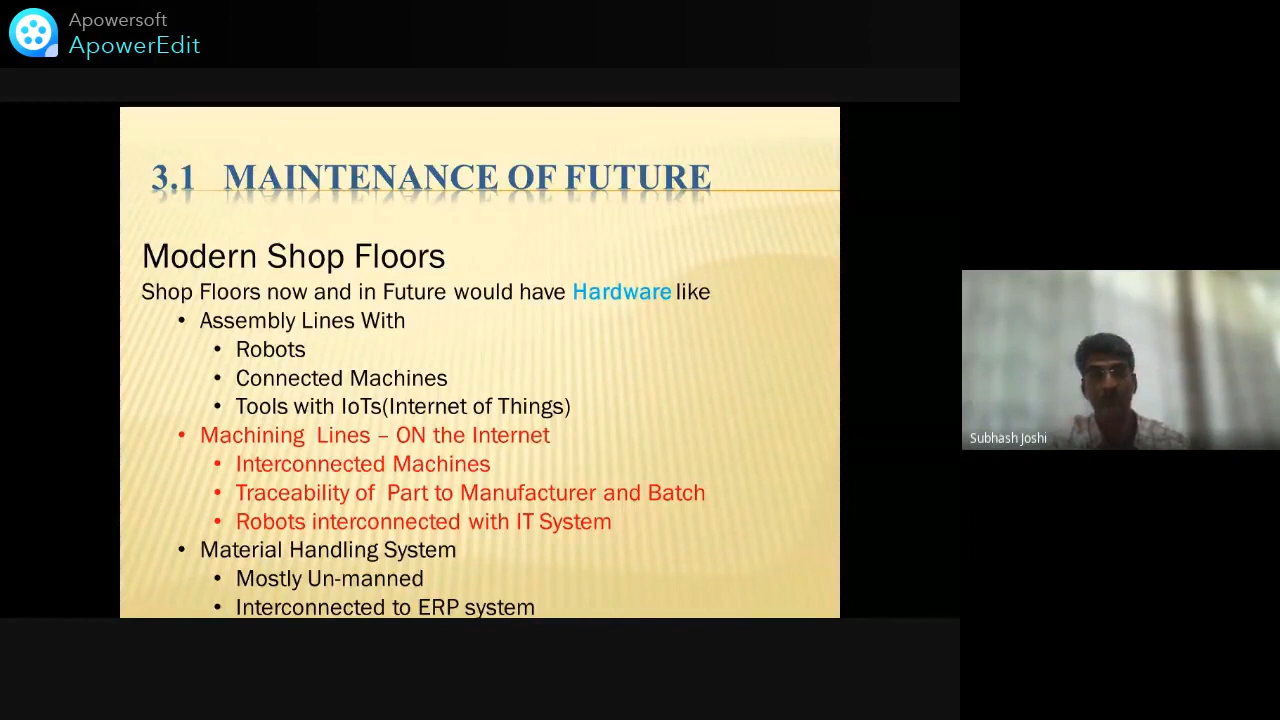 Apowersoft
ApowerEdit
3.1 MAINTENANCE OF FUTURE
Modern Shop Floors
Shop Floors now and in Future would have Hardware like
• Assembly Lines With
• Robots
• Connected Machines
• Tools with IoTs(Internet of Things)
• Machining Lines – ON the Internet
• Interconnected Machines
• Traceability of Part to Manufacturer and Batch
• Robots interconnected with IT System
• Material Handling System
• Mostly Un-manned
• Interconnected to ERP system
Subhash Joshi